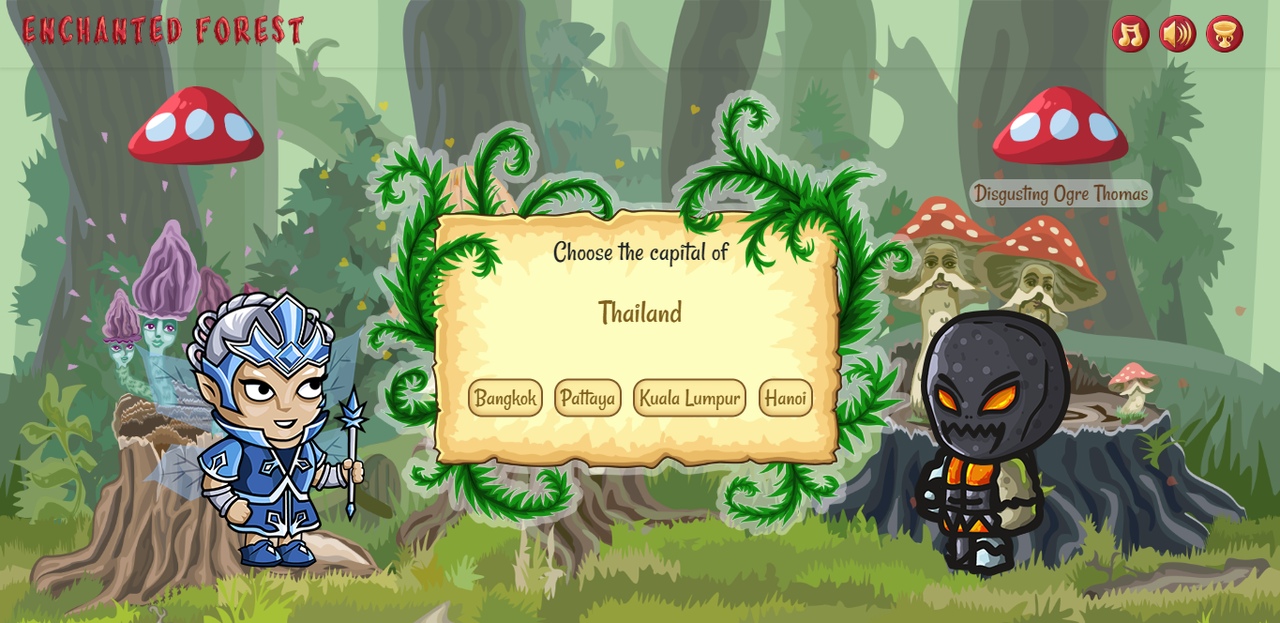 ENCHANTED FOREST
Disgusting Ogre Thomas
Choose the capital of
Thailand
Bangkok Pattaya Kuala Lumpur Hanoi